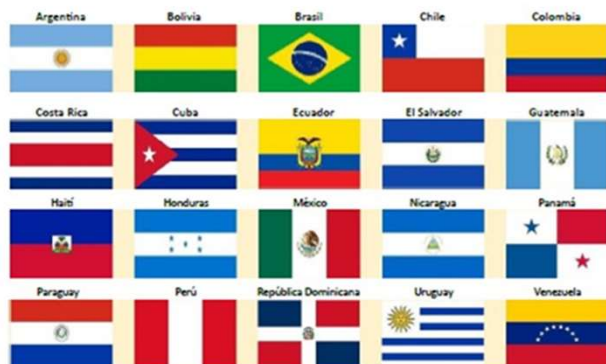 Argentina Bolivia Brasil Chile Colombia
Costa Rica Cuba Ecuador El Salvador Guatemala
Haití Honduras México Nicaragua Panamá
Paraguay Perú República Dominicana Uruguay Venezuela